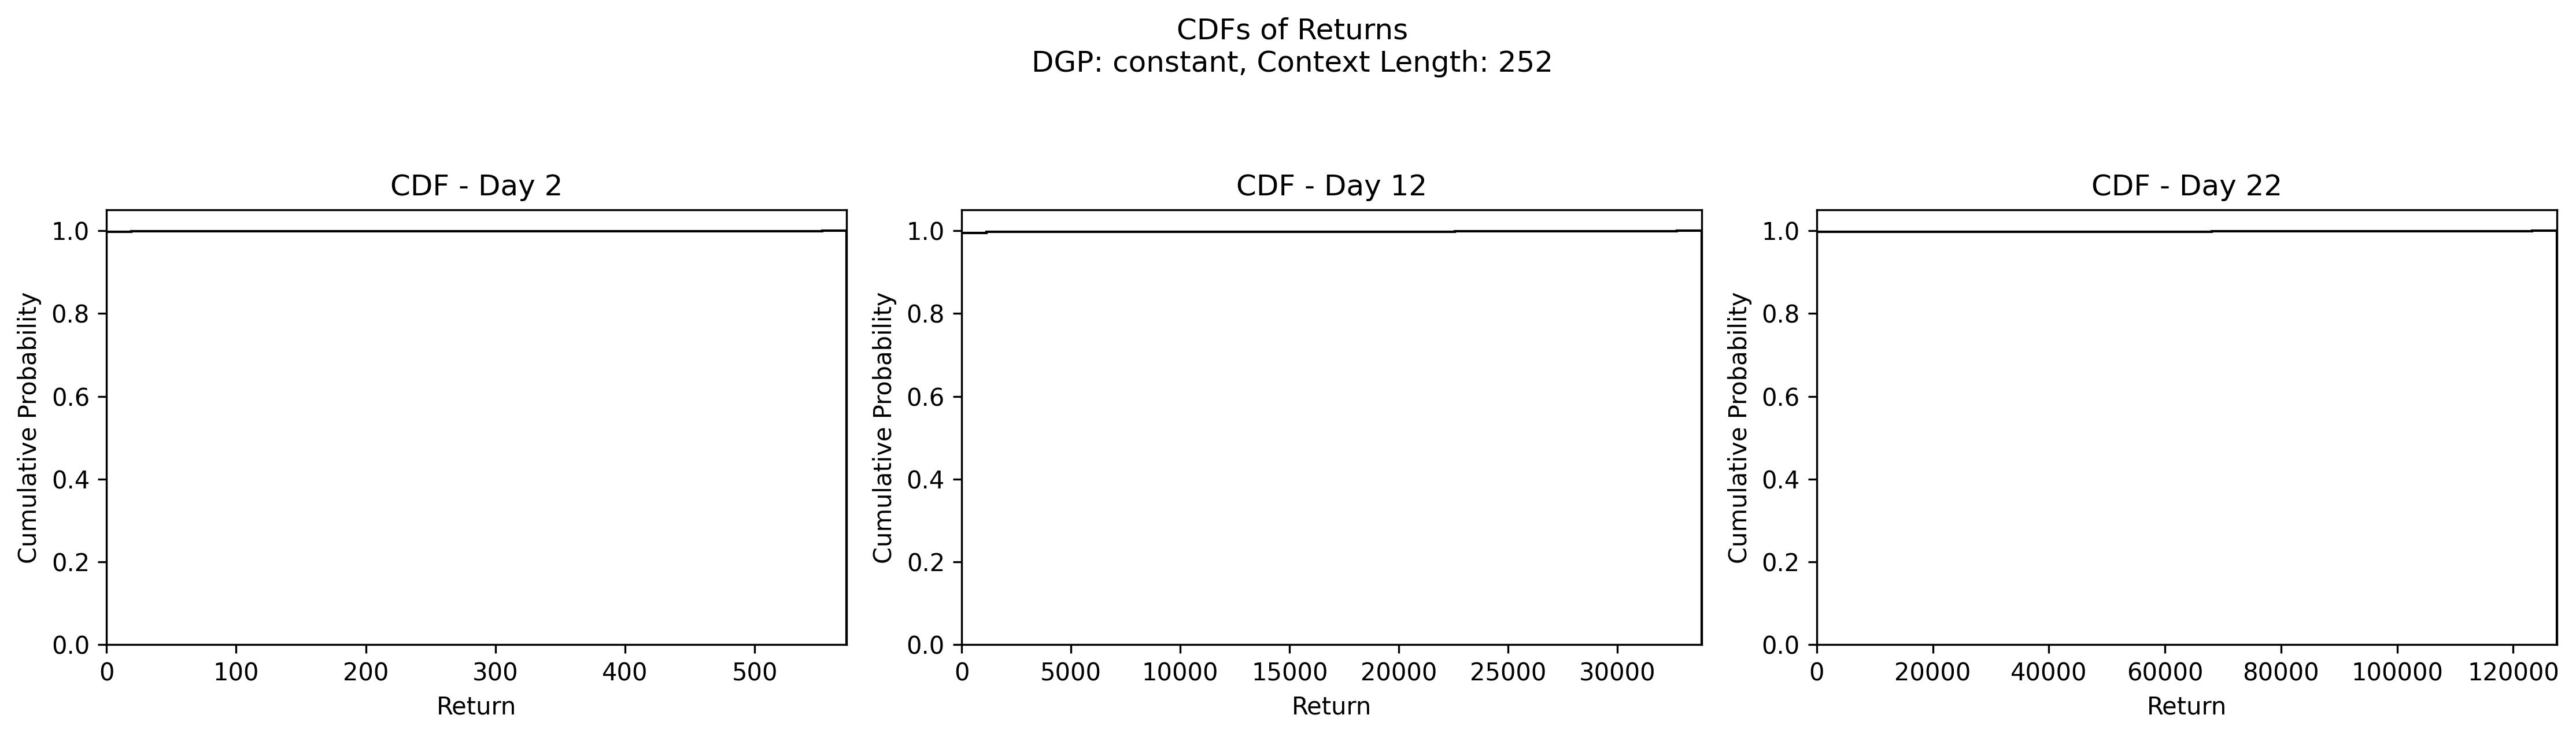 CDFs of Returns
DGP: constant, Context Length: 252
CDF - Day 2
Cumulative Probability
1.0
0.8
0.6
0.4
0.2
0.0
0 100 200 300 400 500
Return
CDF - Day 12
Cumulative Probability
1.0
0.8
0.6
0.4
0.2
0.0
0 5000 10000 15000 20000 25000 30000
Return
CDF - Day 22
Cumulative Probability
1.0
0.8
0.6
0.4
0.2
0.0
0 20000 40000 60000 80000 100000 120000
Return